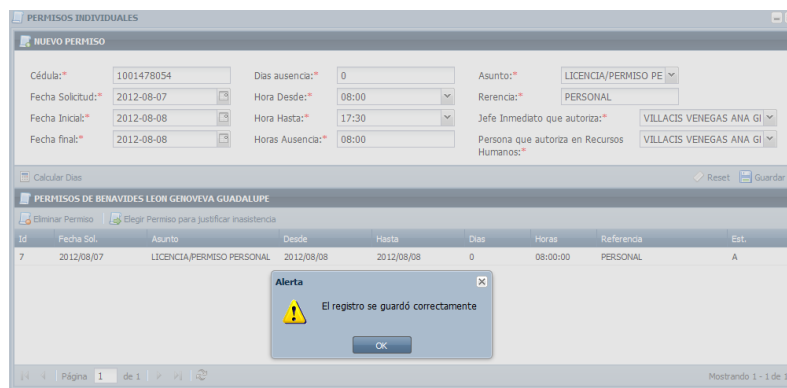 PERMISOS INDIVIDUALES
NUEVO PERMISO
Cédula:* 1001478054 Dias ausencia:* 0 Asunto:* LICENCIA/PERMISO PE
Fecha Solicitud:* 2012-08-07 Hora Desde:* 08:00 Rerencia:* PERSONAL
Fecha Inicial:* 2012-08-08 Hora Hasta:* 17:30 Jefe Inmediato que autoriza:* VILLACIS VENEGAS ANA GI
Fecha final:* 2012-08-08 Horas Ausencia:* 08:00 Persona que autoriza en Recursos Humanos:* VILLACIS VENEGAS ANA GI
Calcular Dias Reset Guardar
PERMISOS DE BENAVIDES LEON GENOVEVA GUADALUPE
Eliminar Permiso Elegir Permiso para justificar inasistencia
Id Fecha Sol. Asunto Desde Hasta Dias Horas Referencia Est.
7 2012/08/07 LICENCIA/PERMISO PERSONAL 2012/08/08 2012/08/08 0 08:00:00 PERSONAL A
Alerta
El registro se guardó correctamente
OK
Página 1 de 1 Mostrando 1 - 1 de 1